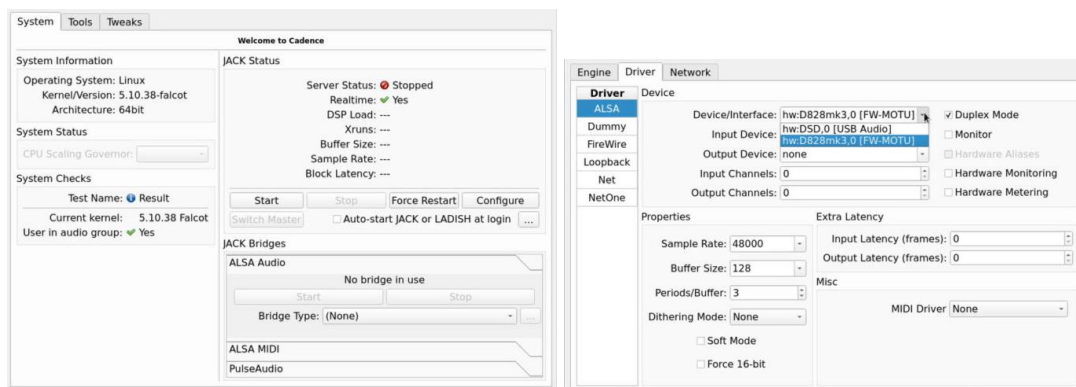 System Tools Tweaks
Welcome to Cadence
System Information
Operating System: Linux
Kernel/Version: 5.10.38-falcot
Architecture: 64bit
System Status
CPU Scaling Governor:
System Checks
Test Name: Result
Current kernel: 5.10.38 Falcot
User in audio group: Yes
JACK Status
Server Status: Stopped
Realtime: Yes
DSP Load: ---
Xruns: ---
Buffer Size: ---
Sample Rate: ---
Block Latency: ---
Start Stop Force Restart Configure
Switch Master Auto-start JACK or LADISH at login ...
JACK Bridges
ALSA Audio
No bridge in use
Start Stop
Bridge Type: (None) ...
ALSA MIDI
PulseAudio
Engine Driver Network
Driver
ALSA
Dummy
FireWire
Loopback
Net
NetOne
Device
Device/Interface: hw:D828mk3,0 [FW-MOTU] Duplex Mode
hw:DSD,0 [USB Audio]
hw:D828mk3,0 [FW-MOTU]
Input Device: Monitor
Output Device: none Hardware Aliases
Input Channels: 0 Hardware Monitoring
Output Channels: 0 Hardware Metering
Properties
Sample Rate: 48000
Buffer Size: 128
Periods/Buffer: 3
Dithering Mode: None
Soft Mode
Force 16-bit
Extra Latency
Input Latency (frames): 0
Output Latency (frames): 0
Misc
MIDI Driver None